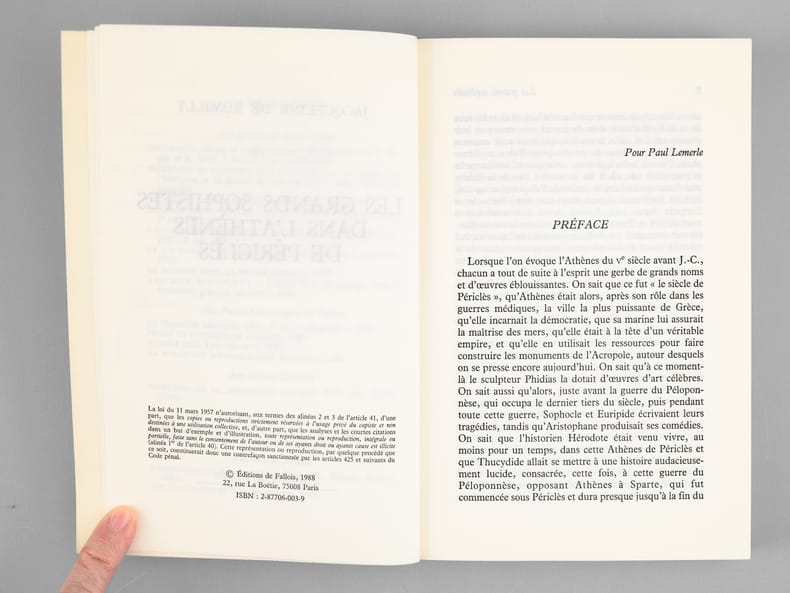 La loi du 11 mars 1957 n'autorisant, aux termes des alinéas 2 et 3 de l'article 41, d'une
part, que les copies ou reproductions strictement réservées à l'usage privé du copiste et non
destinées à une utilisation collective, et, d'autre part, que les analyses et les courtes citations
dans un but d'exemple et d'illustration, toute représentation ou reproduction, intégrale ou
partielle, faite sans le consentement de l'auteur ou de ses ayants droit ou ayants cause est illicite
(alinéa 1er de l'article 40). Cette représentation ou reproduction, par quelque procédé que
ce soit, constituerait donc une contrefaçon sanctionnée par les articles 425 et suivants du
Code pénal.
© Éditions de Fallois, 1988
22, rue La Boétie, 75008 Paris
ISBN : 2-87706-003-9
Pour Paul Lemerle
PRÉFACE
Lorsque l'on évoque l'Athènes du Ve siècle avant J.-C.,
chacun a tout de suite à l'esprit une gerbe de grands noms
et d'œuvres éblouissantes. On sait que ce fut « le siècle de
Périclès », qu'Athènes était alors, après son rôle dans les
guerres médiques, la ville la plus puissante de Grèce,
qu'elle incarnait la démocratie, que sa marine lui assurait
la maîtrise des mers, qu'elle était à la tête d'un véritable
empire, et qu'elle en utilisait les ressources pour faire
construire les monuments de l'Acropole, autour desquels
on se presse encore aujourd'hui. On sait qu'à ce moment-
là le sculpteur Phidias la dotait d'œuvres d'art célèbres.
On sait aussi qu'alors, juste avant la guerre du Pélopon-
nèse, qui occupa le dernier tiers du siècle, puis pendant
toute cette guerre, Sophocle et Euripide écrivaient leurs
tragédies, tandis qu'Aristophane produisait ses comédies.
On sait que l'historien Hérodote était venu vivre, au
moins pour un temps, dans cette Athènes de Périclès et
que Thucydide allait se mettre à une histoire audacieuse-
ment lucide, consacrée, cette fois, à cette guerre du
Péloponnèse, opposant Athènes à Sparte, qui fut
commencée sous Périclès et dura presque jusqu'à la fin du